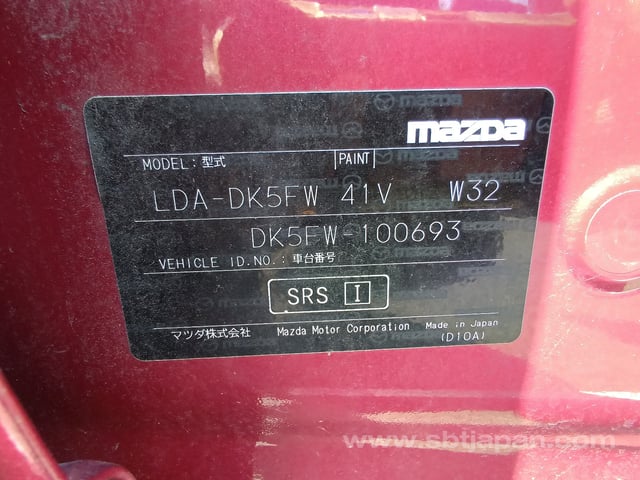 mazda
MODEL: 型式 PAINT
LDA-DK5FW 41V W32
DK5FW-100693
VEHICLE ID.NO.: 車台番号
SRS I
マツダ株式会社 Mazda Motor Corporation Made in Japan
(D10A)
www.sbtjapan.com